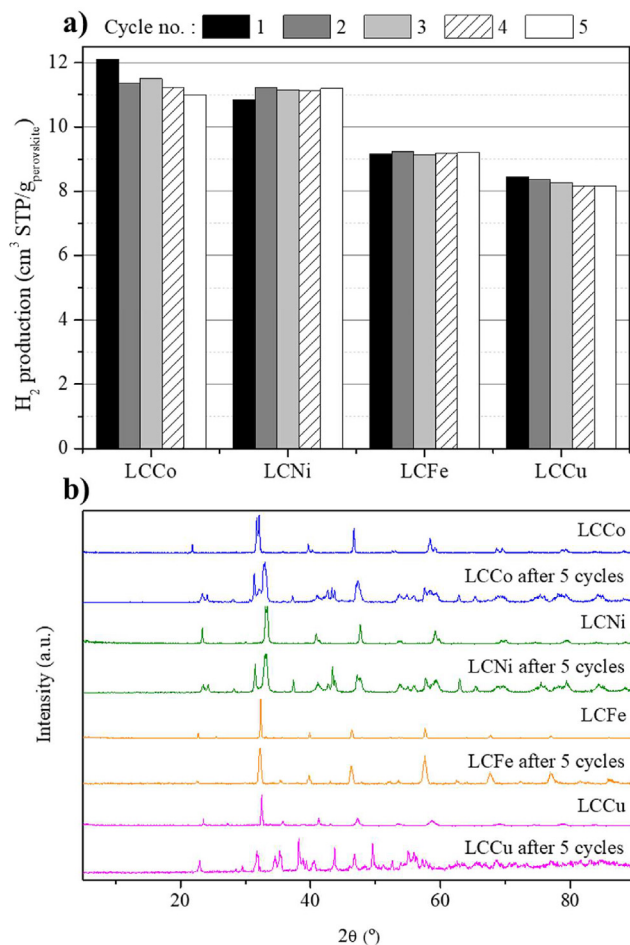 a) Cycle no. : 1 2 3 4 5
H₂ production (cm³ STP/g_perovskite)
12
10
8
6
4
2
0
LCCo LCNi LCFe LCCu
b)
Intensity (a.u.)
LCCo
LCCo after 5 cycles
LCNi
LCNi after 5 cycles
LCFe
LCFe after 5 cycles
LCCu
LCCu after 5 cycles
20 40 60 80
2θ (º)